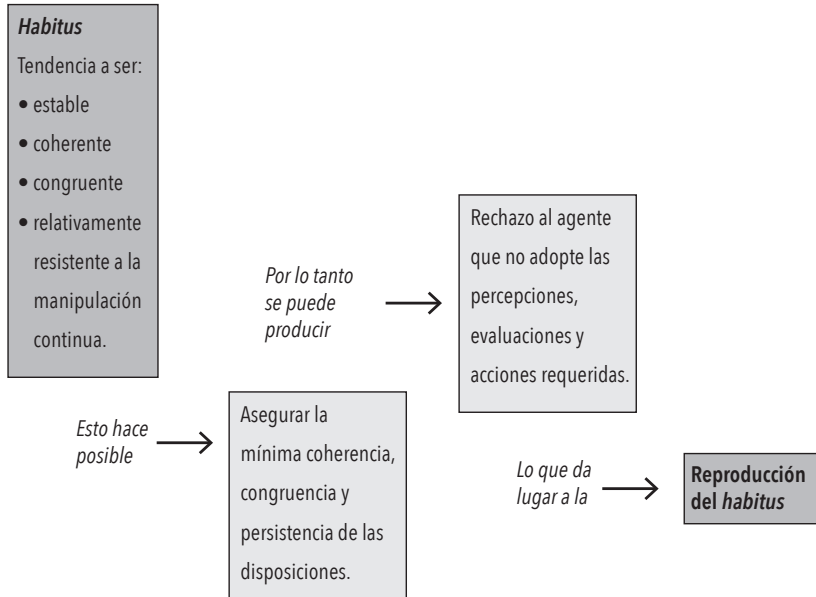 Habitus
Tendencia a ser:
• estable
• coherente
• congruente
• relativamente
resistente a la
manipulación
continua.
Esto hace
posible
Asegurar la
mínima coherencia,
congruencia y
persistencia de las
disposiciones.
Por lo tanto
se puede
producir
Rechazo al agente
que no adopte las
percepciones,
evaluaciones y
acciones requeridas.
Lo que da
lugar a la
Reproducción
del habitus